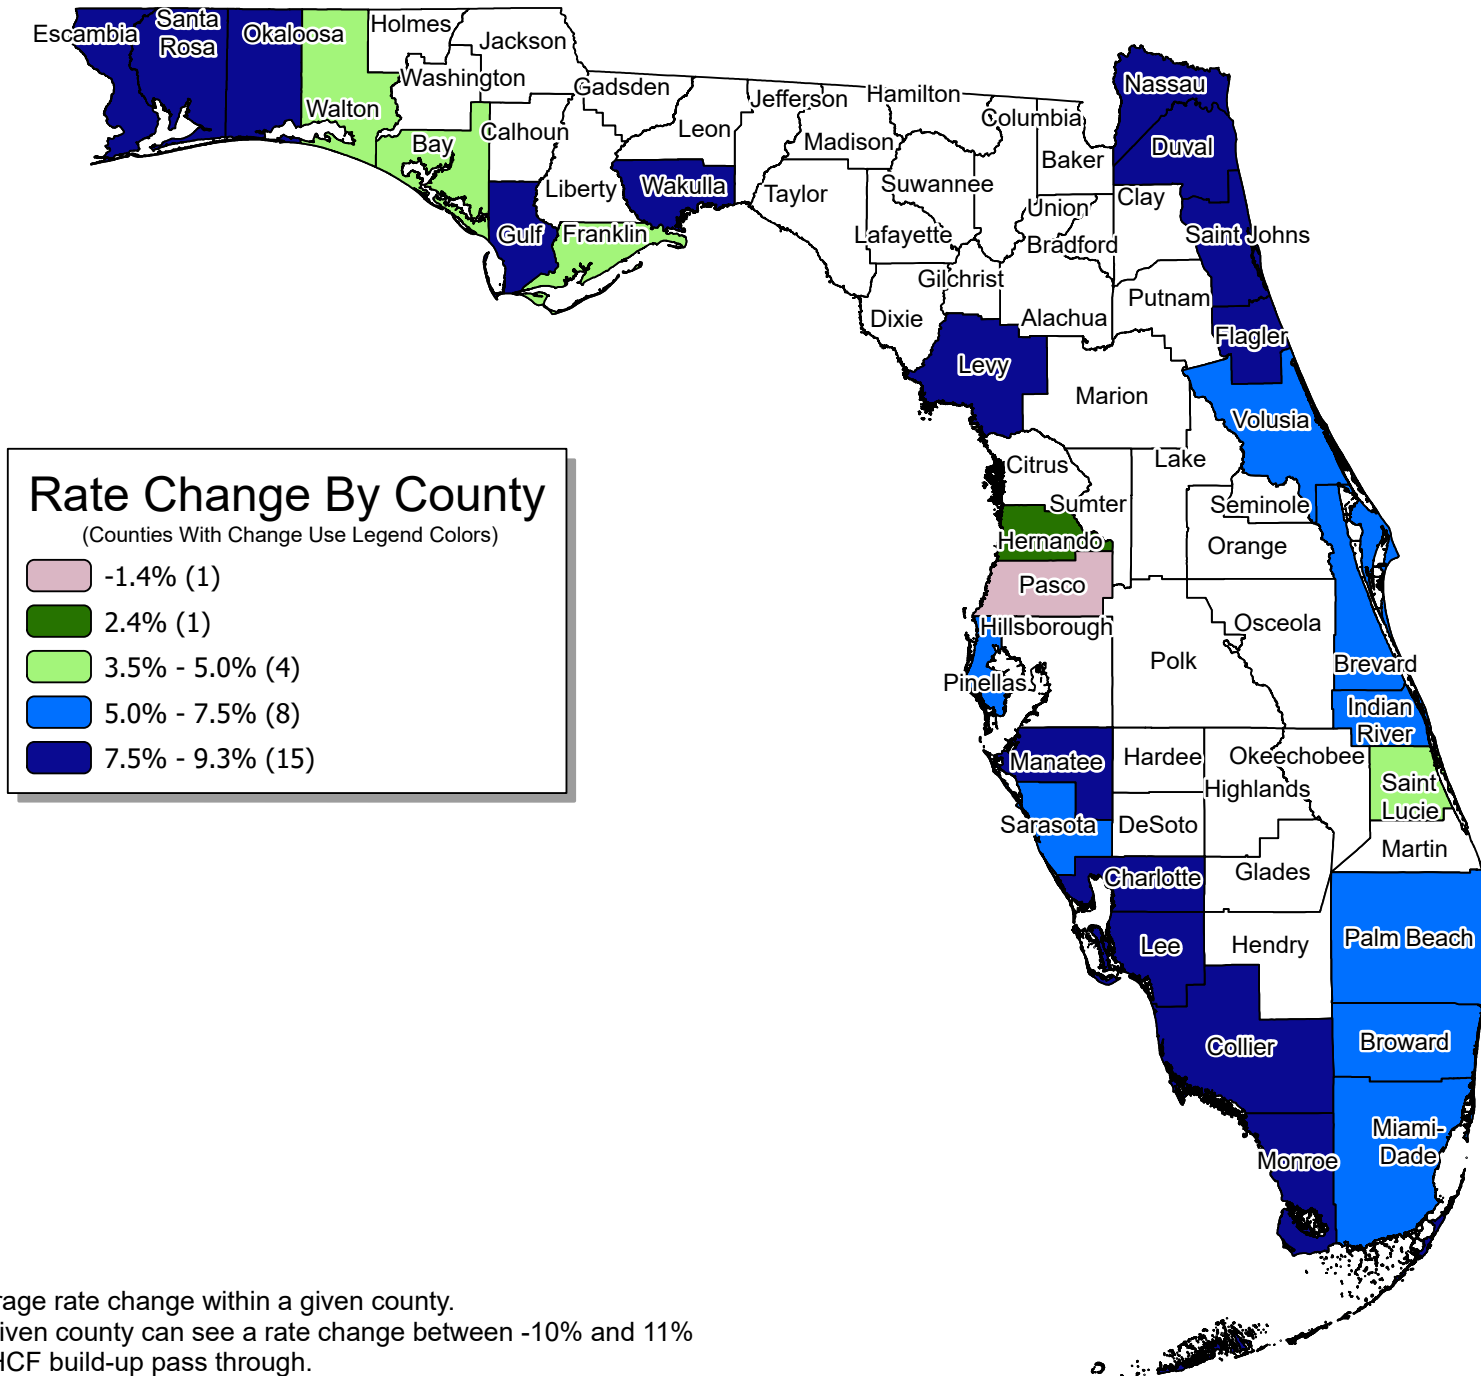 Escambia
Santa
Rosa
Okaloosa
Holmes
Jackson
Washington
Walton
Bay
Calhoun
Gadsden
Leon
Jefferson
Hamilton
Madison
Columbia
Baker
Nassau
Duval
Liberty
Wakulla
Gulf
Franklin
Taylor
Suwannee
Lafayette
Union
Bradford
Clay
Saint Johns
Gilchrist
Dixie
Alachua
Putnam
Flagler
Levy
Marion
Volusia
Citrus
Lake
Sumter
Seminole
Hernando
Orange
Pasco
Hillsborough
Osceola
Polk
Pinellas
Brevard
Indian
River
Manatee
Hardee
Okeechobee
Highlands
Saint
Lucie
Sarasota
DeSoto
Martin
Charlotte
Glades
Lee
Hendry
Palm Beach
Collier
Broward
Miami-
Dade
Monroe
Rate Change By County
(Counties With Change Use Legend Colors)
-1.4% (1)
2.4% (1)
3.5% - 5.0% (4)
5.0% - 7.5% (8)
7.5% - 9.3% (15)
rage rate change within a given county.
iven county can see a rate change between -10% and 11%
HCF build-up pass through.